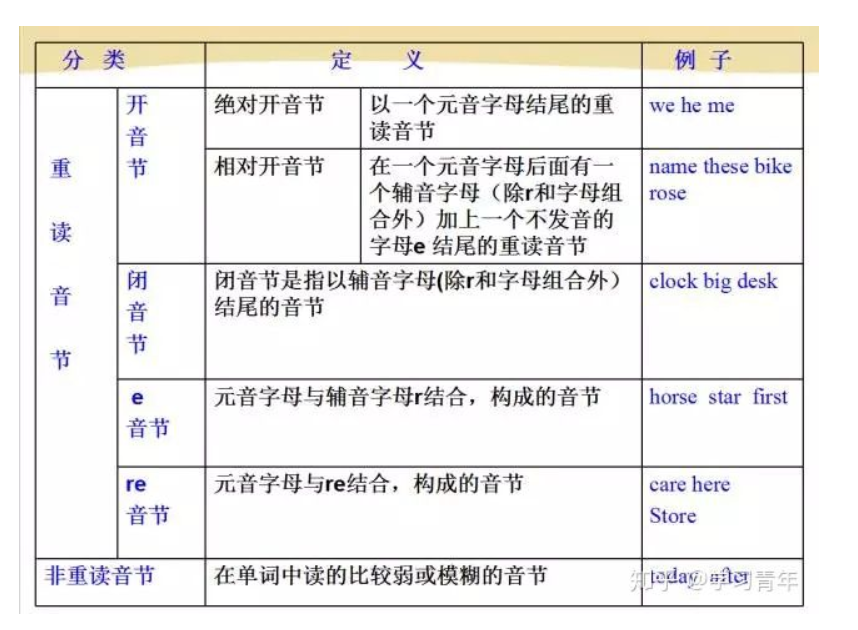 分 类 定 义 例 子
重读音节
开音节
绝对开音节
以一个元音字母结尾的重
读音节
we he me
相对开音节
在一个元音字母后面有一
个辅音字母（除r和字母组
合外）加上一个不发音的
字母e 结尾的重读音节
name these bike
rose
闭音节
闭音节是指以辅音字母(除r和字母组合外）
结尾的音节
clock big desk
e
音节
元音字母与辅音字母r结合，构成的音节
horse star first
re
音节
元音字母与re结合，构成的音节
care here
Store
非重读音节
在单词中读的比较弱或模糊的音节
today after
知乎 @学习青年